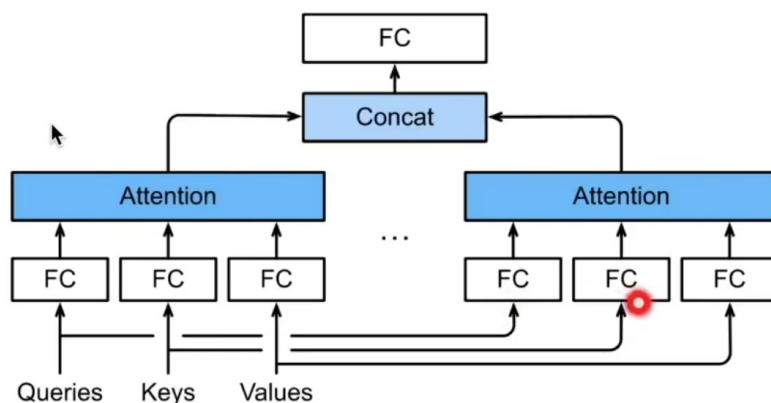 FC
Concat
Attention Attention
...
FC FC FC FC FC FC
Queries Keys Values